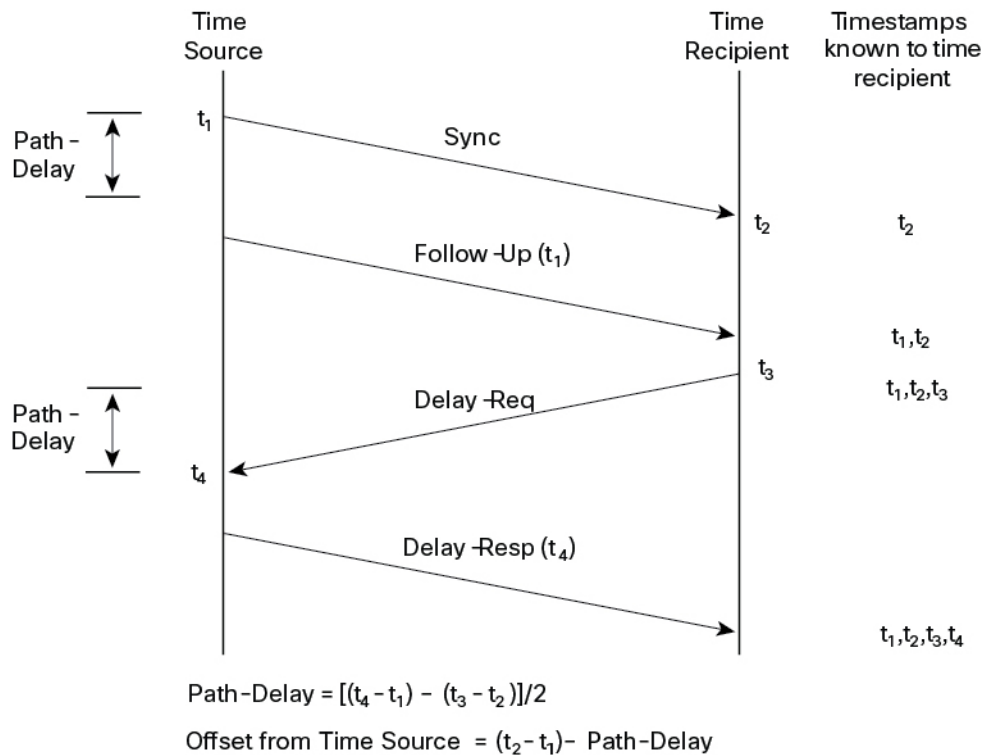 Time
Source
Time
Recipient
Timestamps
known to time
recipient
Path-
Delay
t₁
Sync
t₂
t₂
Follow-Up (t₁)
t₁,t₂
t₃
t₁,t₂,t₃
Path-
Delay
Delay-Req
t₄
Delay-Resp (t₄)
t₁,t₂,t₃,t₄
Path-Delay = [(t₄-t₁) - (t₃-t₂)]/2
Offset from Time Source = (t₂-t₁)- Path-Delay